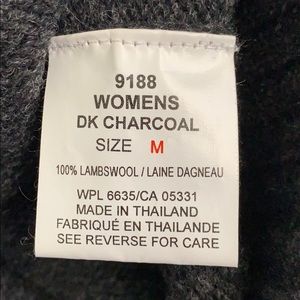 9188
WOMENS
DK CHARCOAL
SIZE M
100% LAMBSWOOL / LAINE DAGNEAU
WPL 6635/CA 05331
MADE IN THAILAND
FABRIQUÉ EN THAILANDE
SEE REVERSE FOR CARE